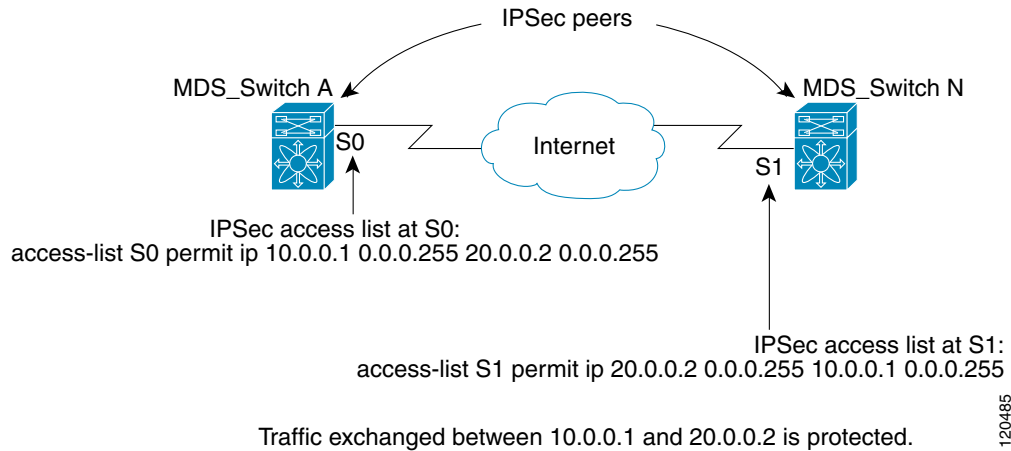 IPSec peers
MDS_Switch A
MDS_Switch N
S0
Internet
S1
IPSec access list at S0:
access-list S0 permit ip 10.0.0.1 0.0.0.255 20.0.0.2 0.0.0.255
IPSec access list at S1:
access-list S1 permit ip 20.0.0.2 0.0.0.255 10.0.0.1 0.0.0.255
Traffic exchanged between 10.0.0.1 and 20.0.0.2 is protected.
120485